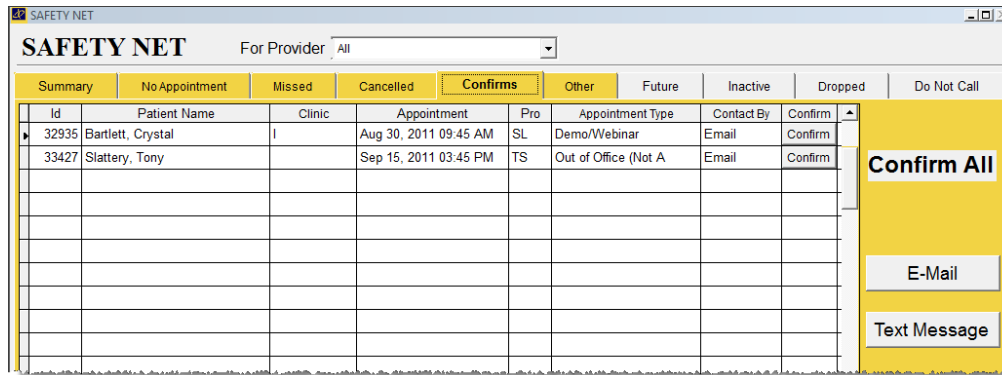 SAFETY NET
SAFETY NET For Provider All
Summary No Appointment Missed Cancelled Confirms Other Future Inactive Dropped Do Not Call
Id Patient Name Clinic Appointment Pro Appointment Type Contact By Confirm
32935 Bartlett, Crystal I Aug 30, 2011 09:45 AM SL Demo/Webinar Email Confirm
33427 Slattery, Tony Sep 15, 2011 03:45 PM TS Out of Office (Not A Email Confirm
Confirm All
E-Mail
Text Message